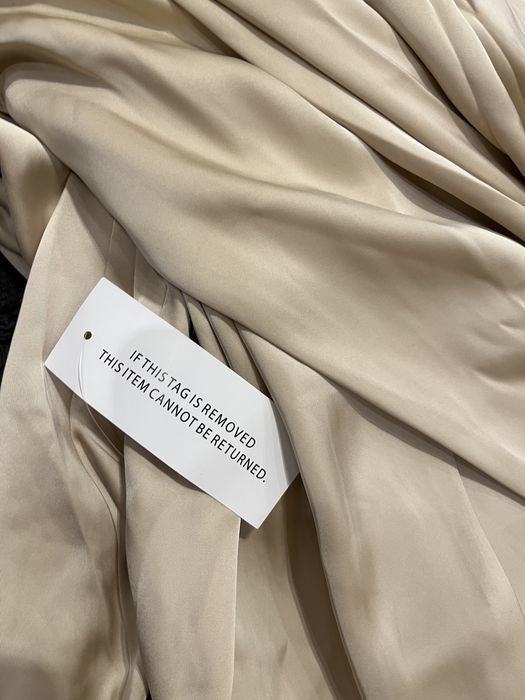 IF THIS TAG IS REMOVED
THIS ITEM CANNOT BE RETURNED.